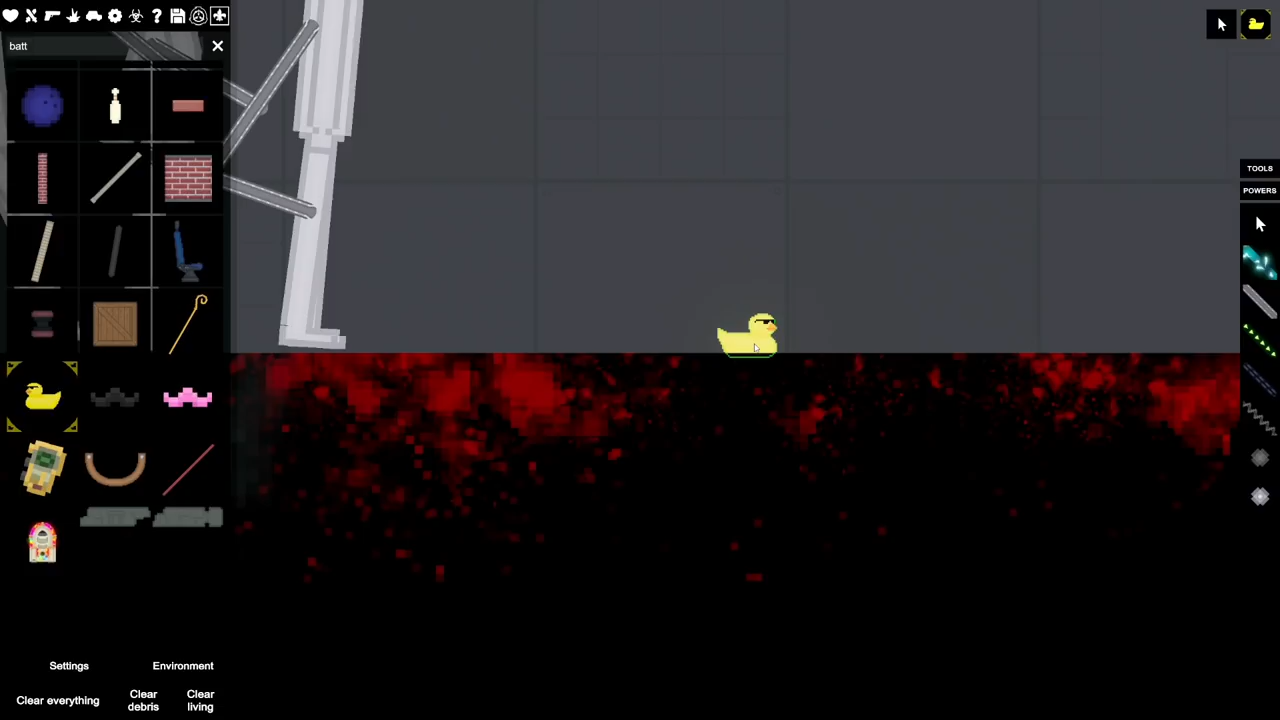 ?
batt
TOOLS
POWERS
Settings
Environment
Clear everything
Clear
debris
Clear
living